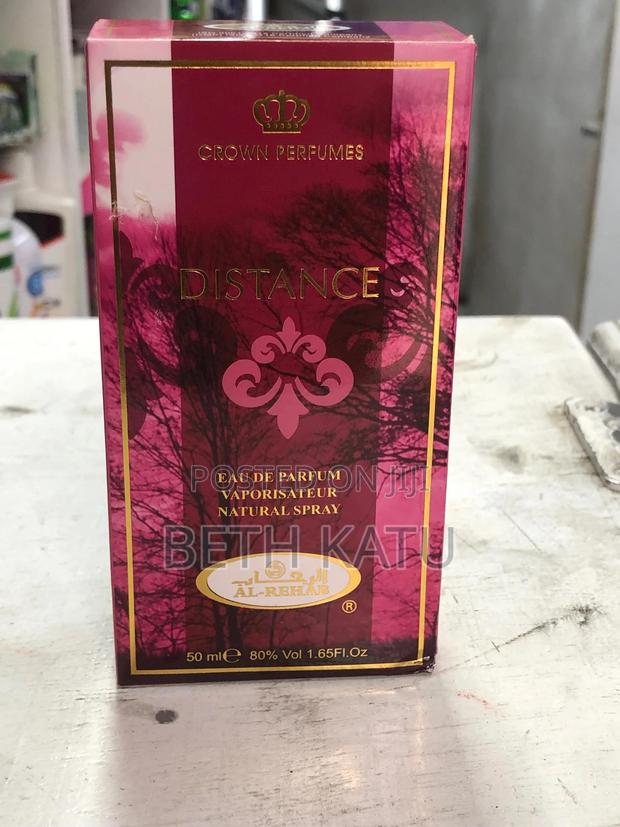 CROWN PERFUMES
DISTANCE
EAU DE PARFUM
VAPORISATEUR
NATURAL SPRAY
POSTED ON JIJI
BETH KATU
الرحاب
AL-REHAB
®
50 ml e 80% Vol 1.65Fl.Oz